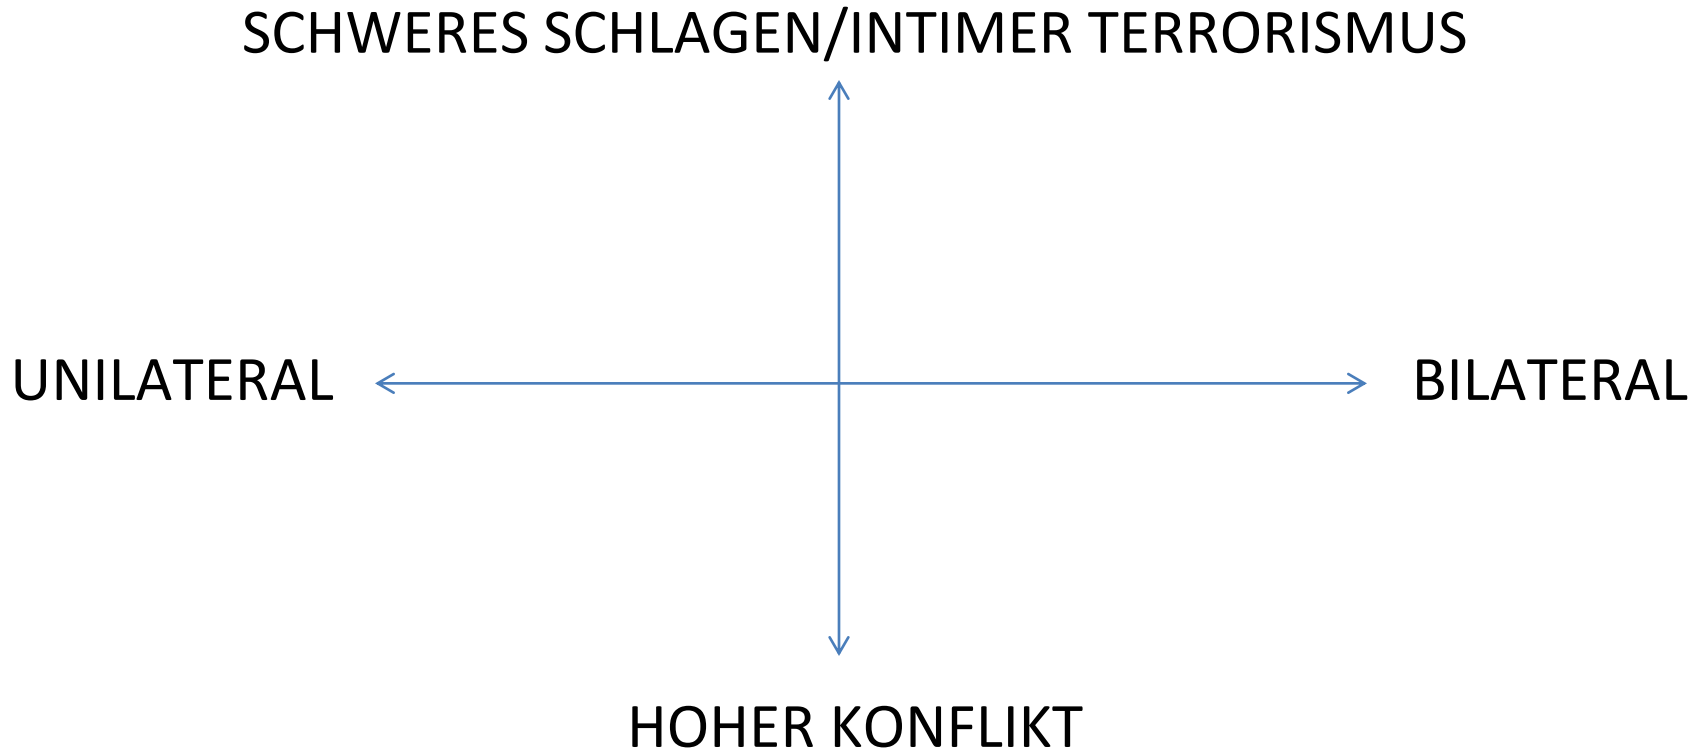 SCHWERES SCHLAGEN/INTIMER TERRORISMUS
UNILATERAL
BILATERAL
HOHER KONFLIKT